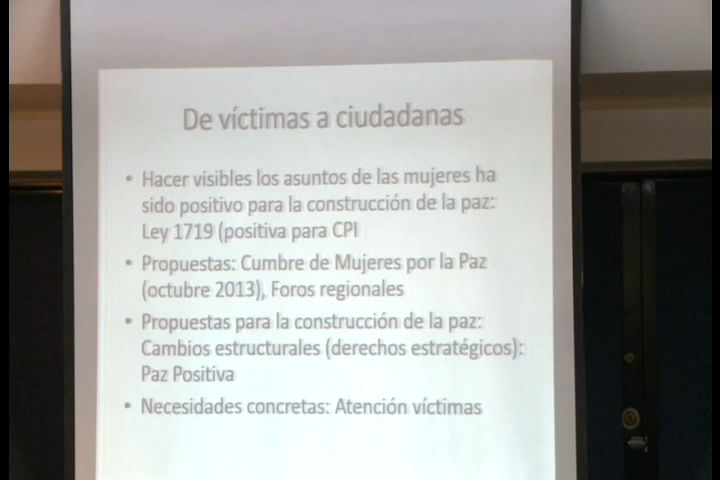 De víctimas a ciudadanas
• Hacer visibles los asuntos de las mujeres ha
sido positivo para la construcción de la paz:
Ley 1719 (positiva para CPI
• Propuestas: Cumbre de Mujeres por la Paz
(octubre 2013), Foros regionales
• Propuestas para la construcción de la paz:
Cambios estructurales (derechos estratégicos):
Paz Positiva
• Necesidades concretas: Atención víctimas